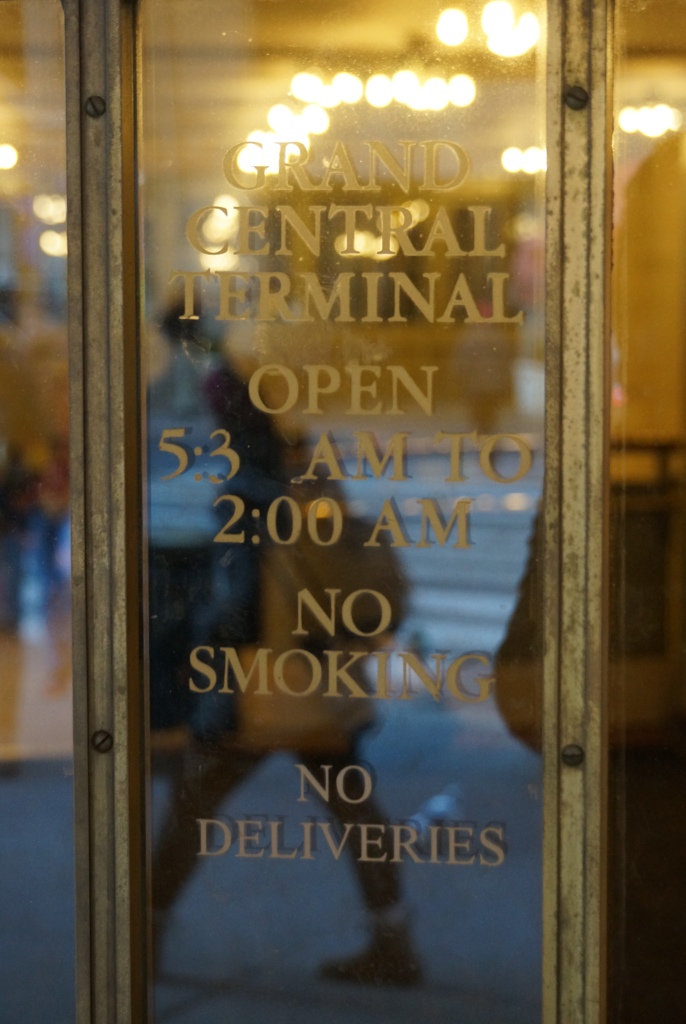 GRAND
CENTRAL
TERMINAL
OPEN
5:3 AM TO
2:00 AM
NO
SMOKING
NO
DELIVERIES